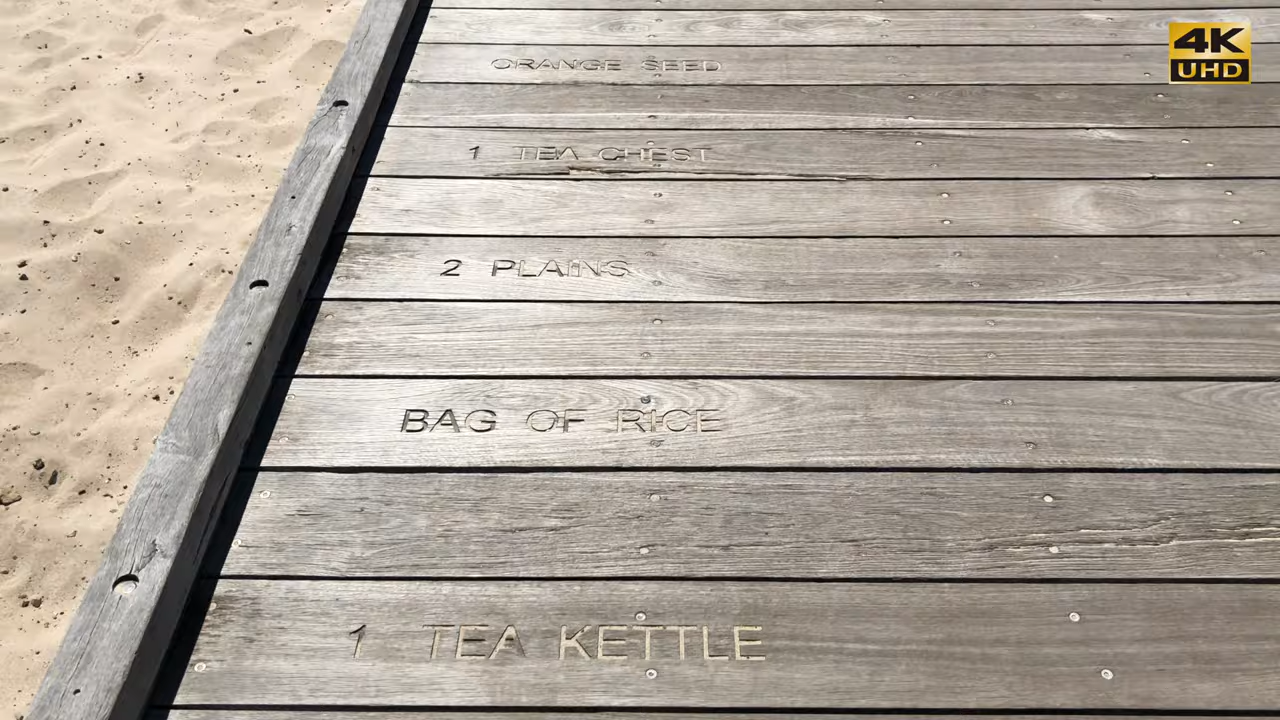 4K
UHD
ORANGE SEED
1 TEA CHEST
2 PLAINS
BAG OF RICE
1 TEA KETTLE